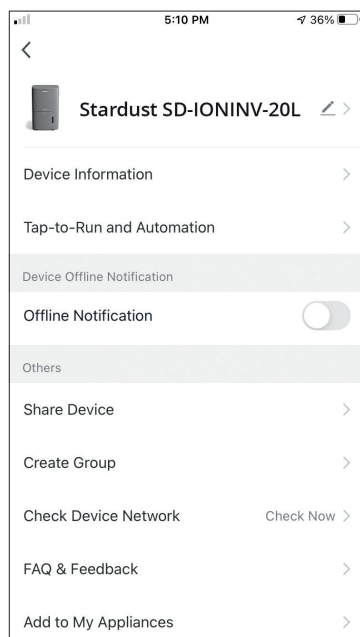 5:10 PM 36%
Stardust SD-IONINV-20L
Device Information
Tap-to-Run and Automation
Device Offline Notification
Offline Notification
Others
Share Device
Create Group
Check Device Network Check Now
FAQ & Feedback
Add to My Appliances